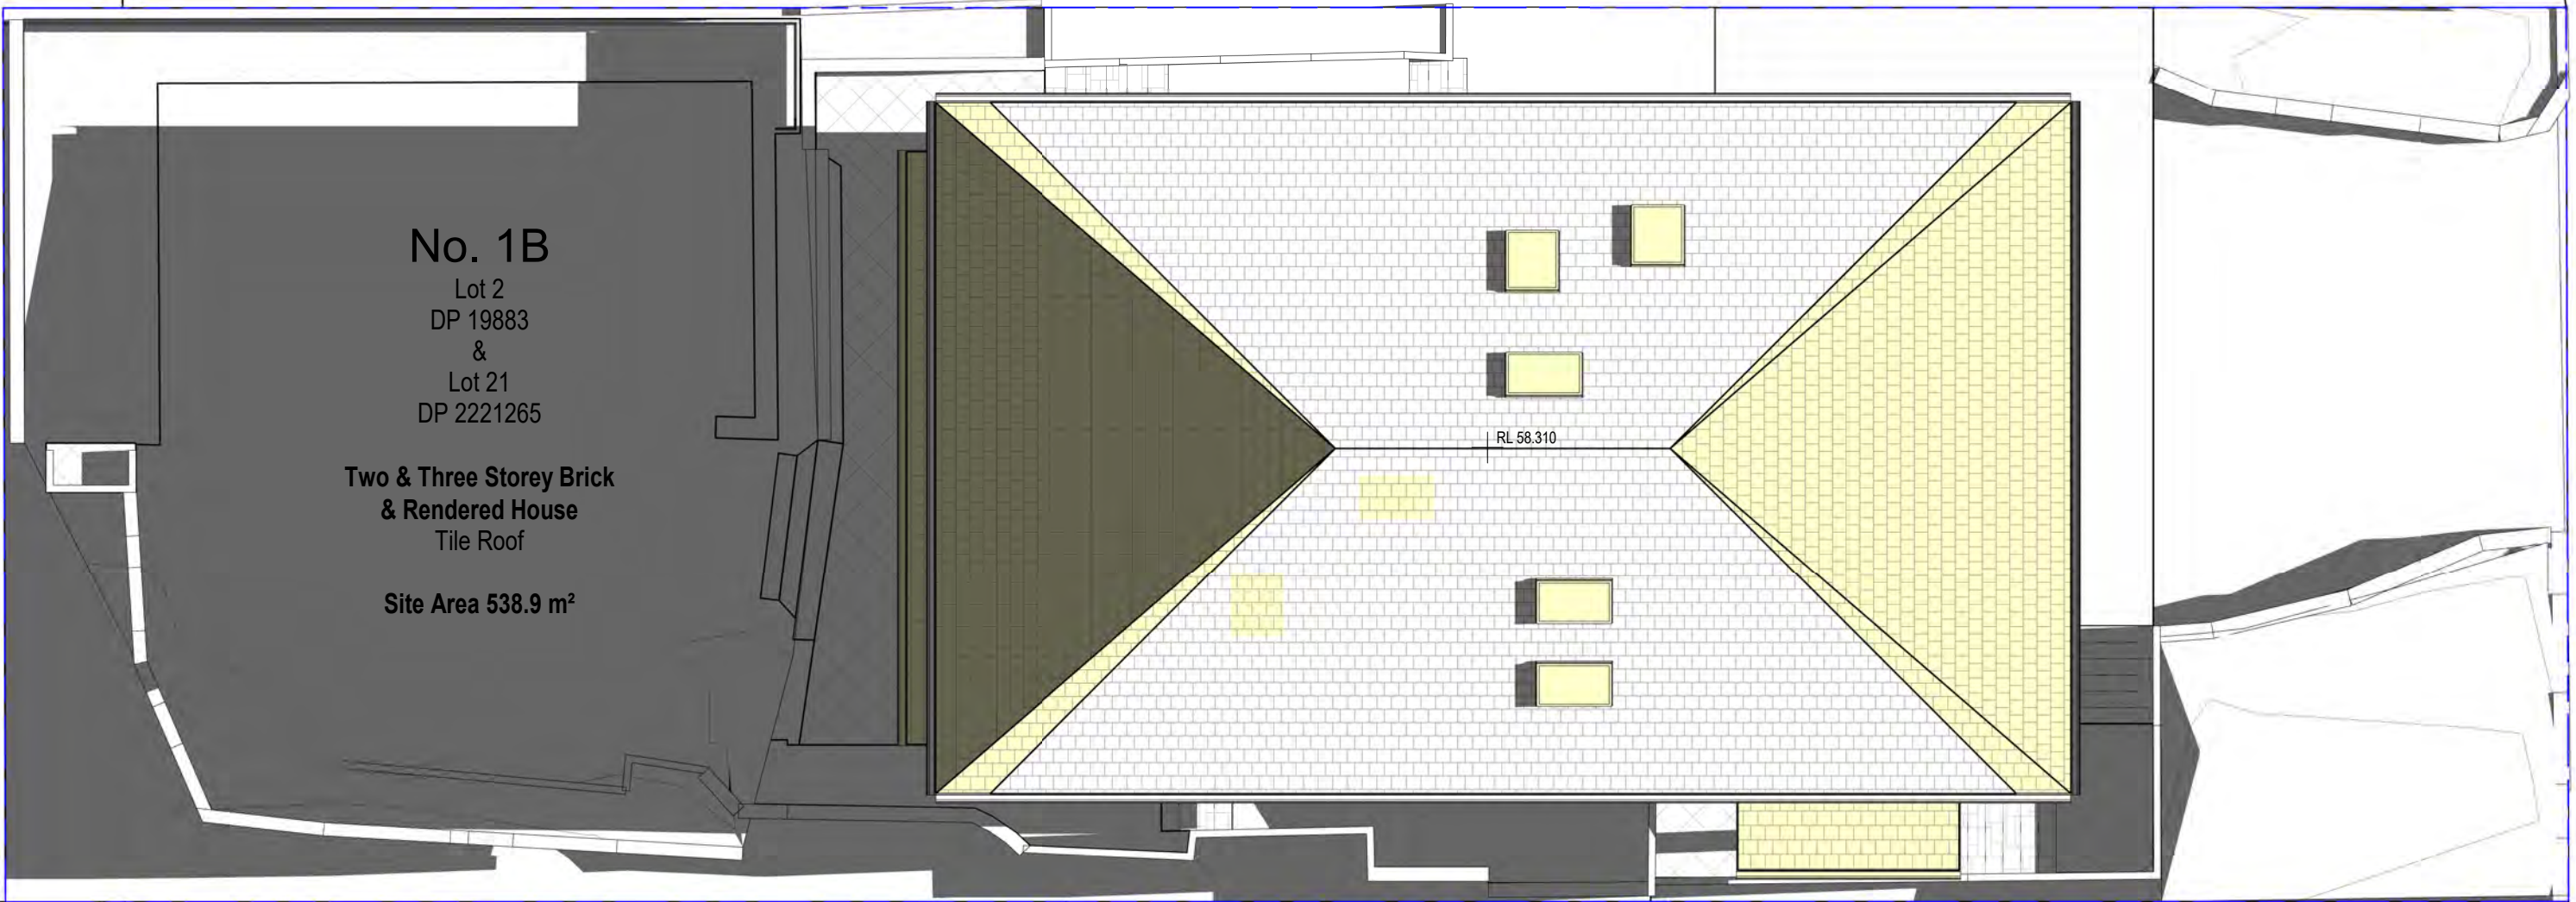 No. 1B
Lot 2
DP 19883
&
Lot 21
DP 2221265
Two & Three Storey Brick
& Rendered House
Tile Roof
Site Area 538.9 m²
RL 58.310